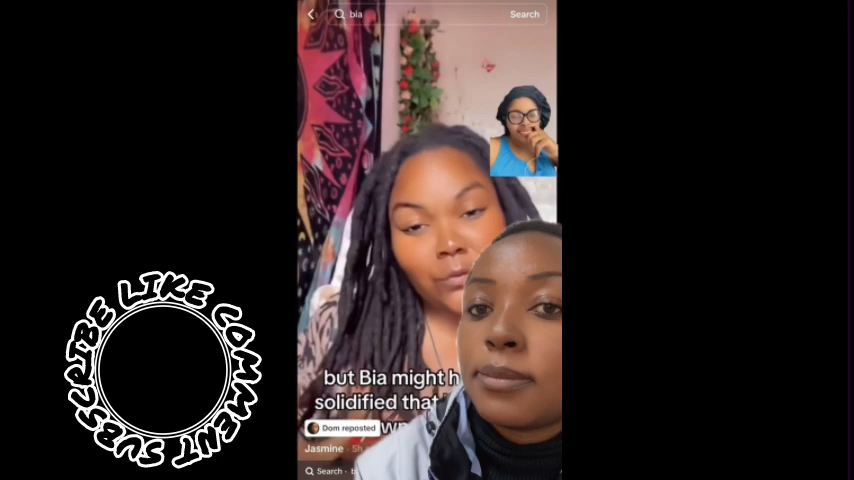 bia
Search
but Bia might h
solidified that
Dom reposted
Jasmine
Search
LIKE COMMENT SUBSCRIBE